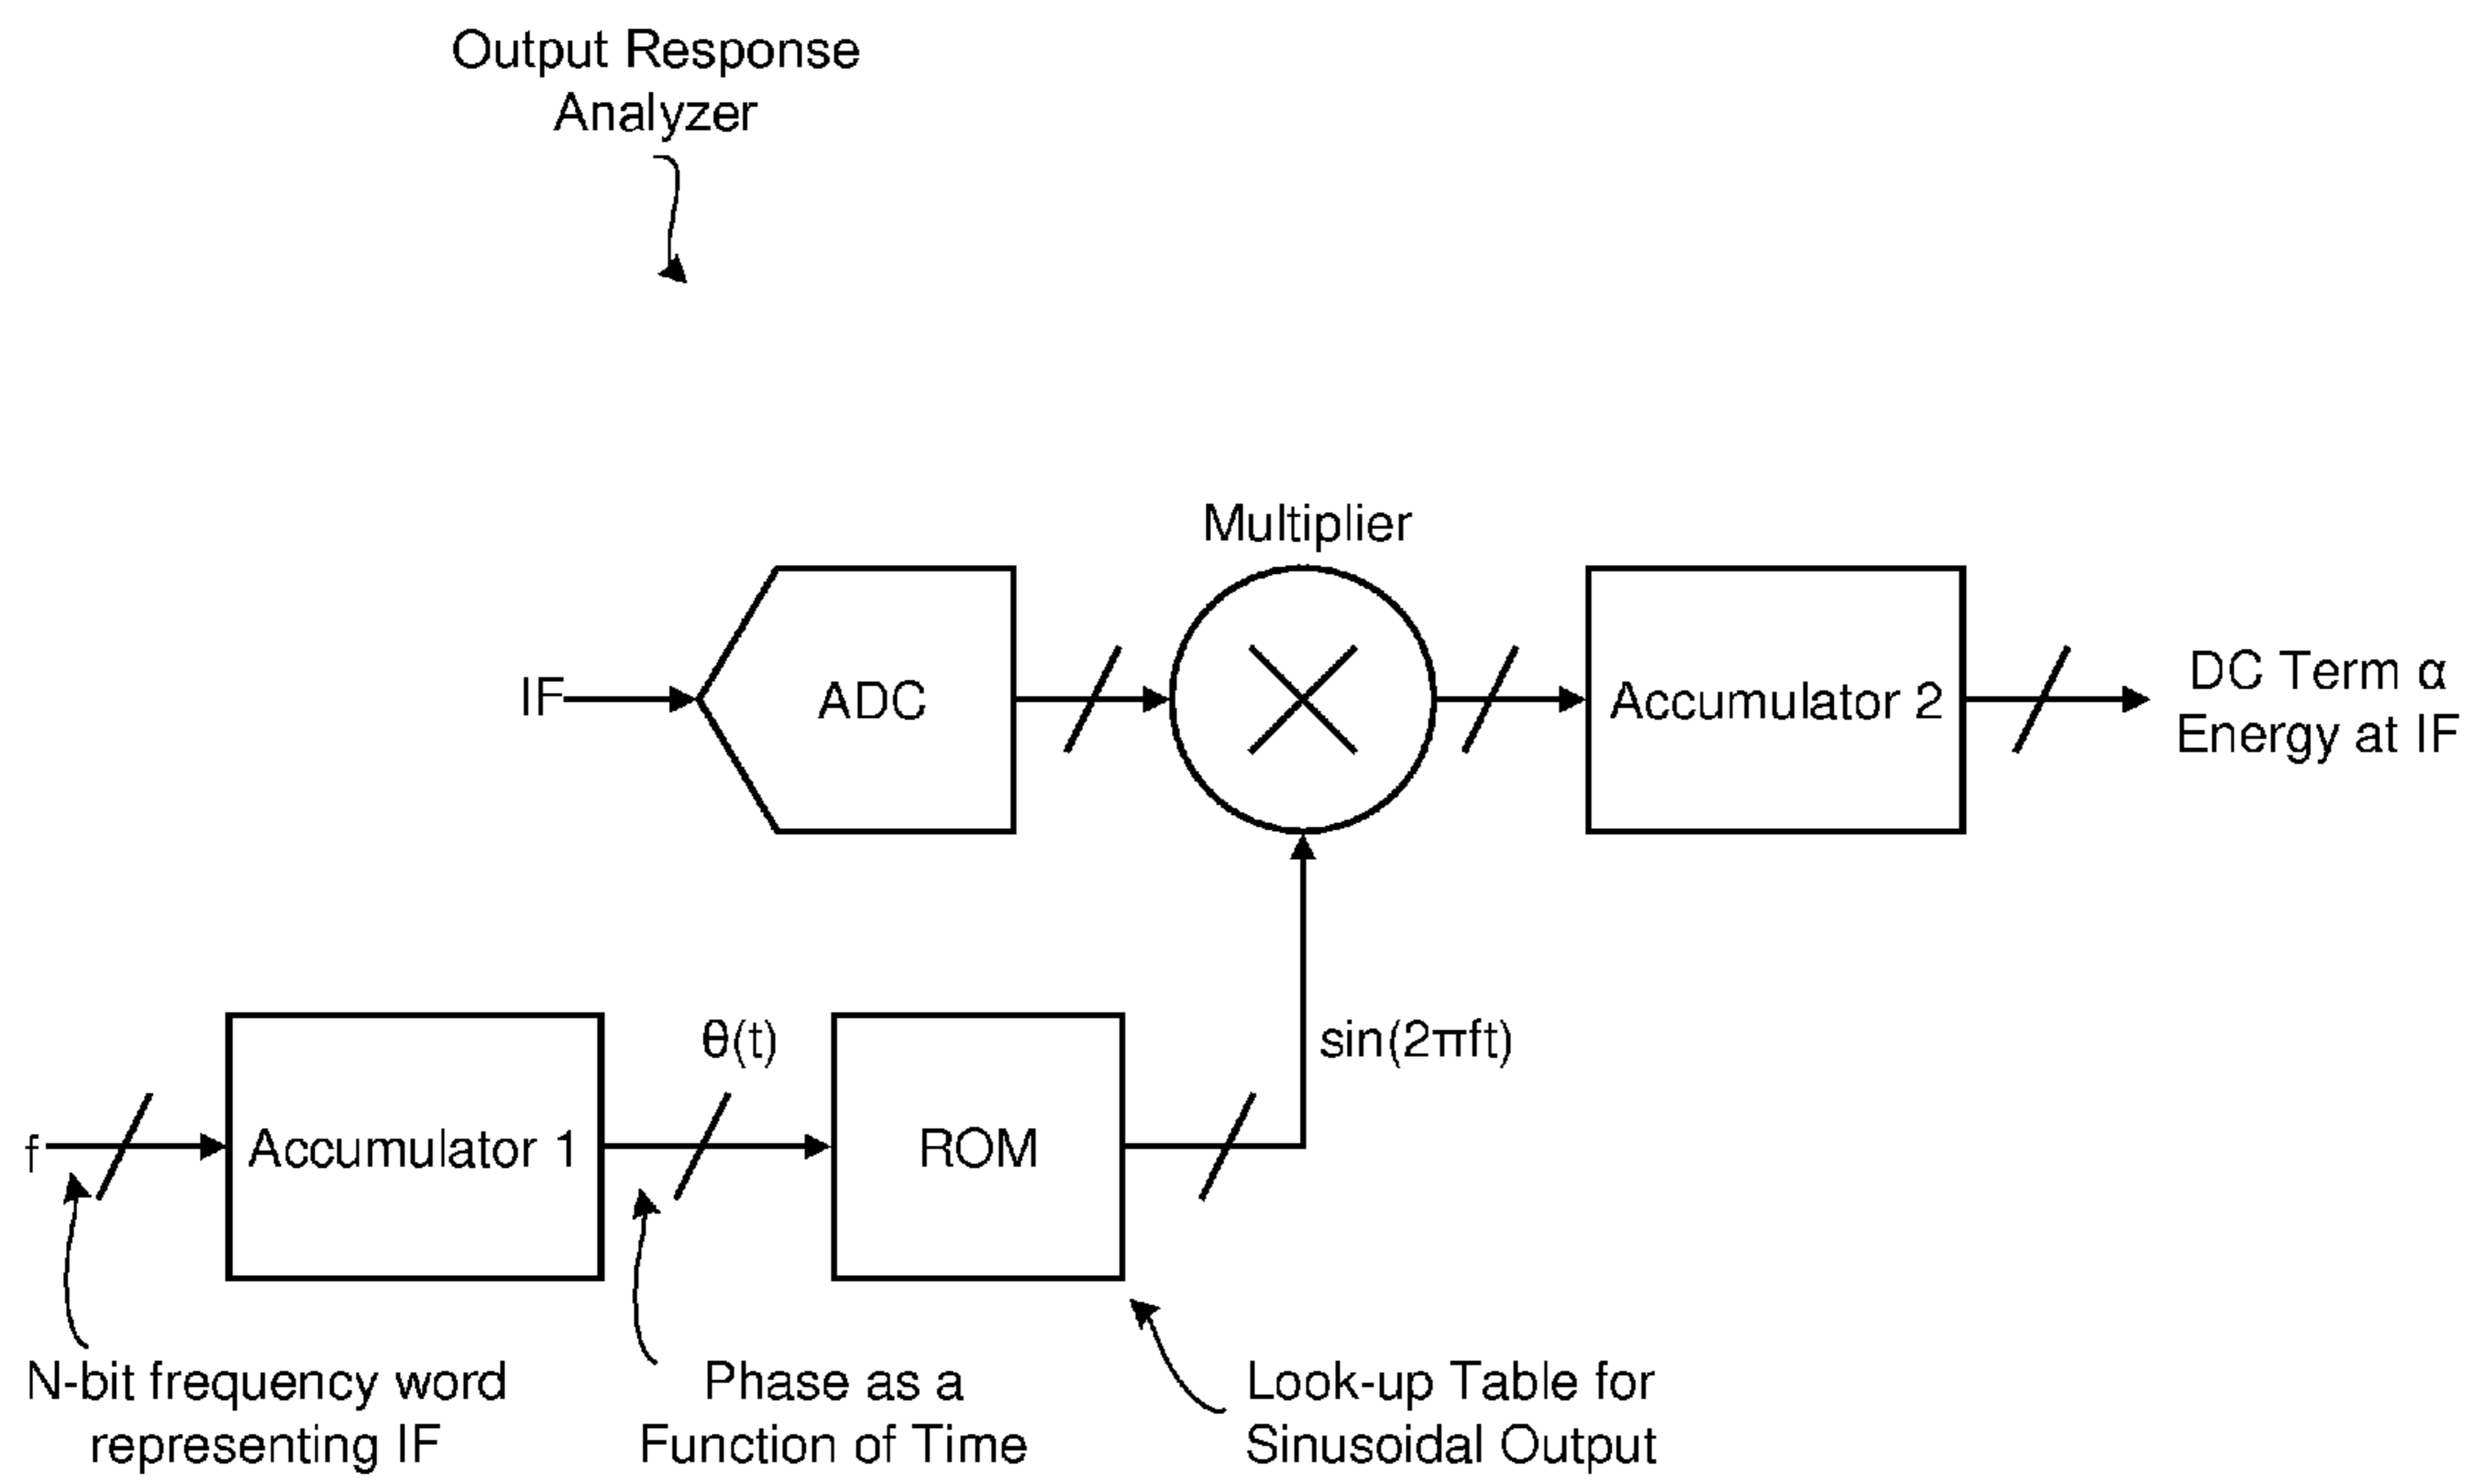 Output Response
Analyzer
Multiplier
IF
ADC
Accumulator 2
DC Term α
Energy at IF
θ(t)
sin(2πft)
f
Accumulator 1
ROM
N-bit frequency word
representing IF
Phase as a
Function of Time
Look-up Table for
Sinusoidal Output